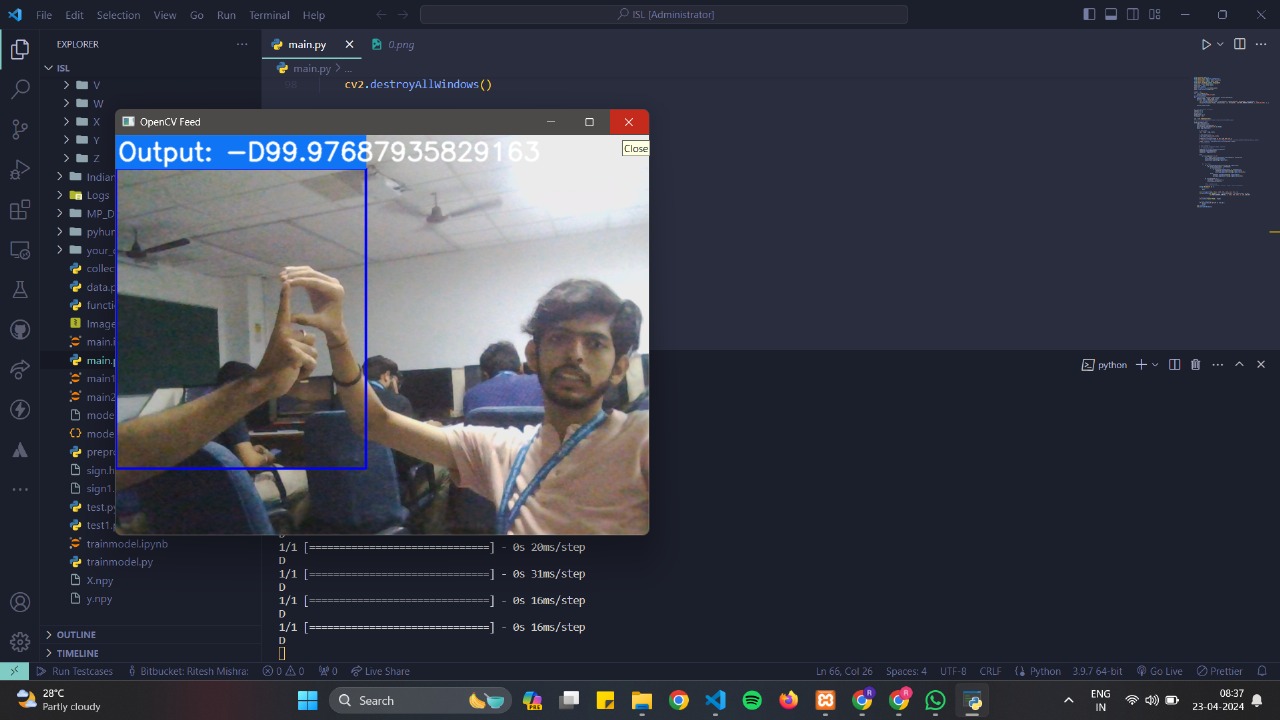 File Edit Selection View Go Run Terminal Help
ISL [Administrator]
EXPLORER
main.py
0.png
ISL
main.py > ...
V
98 cv2.destroyAllWindows()
W
X
OpenCV Feed
Y
Output: -D99.97687935829
Close
Z
Indian
Logs
MP_D
pyhun
your_
collec
data.p
functi
Image
main.i
main.p
python
main1
main2
mode
mode
prepro
sign.h
sign1.
test.py
test1.
D
trainmodel.ipynb
1/1 [==============================] - 0s 20ms/step
D
trainmodel.py
1/1 [==============================] - 0s 31ms/step
X.npy
D
y.npy
1/1 [==============================] - 0s 16ms/step
D
1/1 [==============================] - 0s 16ms/step
OUTLINE
D
TIMELINE
Run Testcases Bitbucket: Ritesh Mishra: 0 0 0 Live Share Ln 66, Col 26 Spaces: 4 UTF-8 CRLF Python 3.9.7 64-bit Go Live Prettier
28°C
Partly cloudy
Search
ENG
IN
08:37
23-04-2024